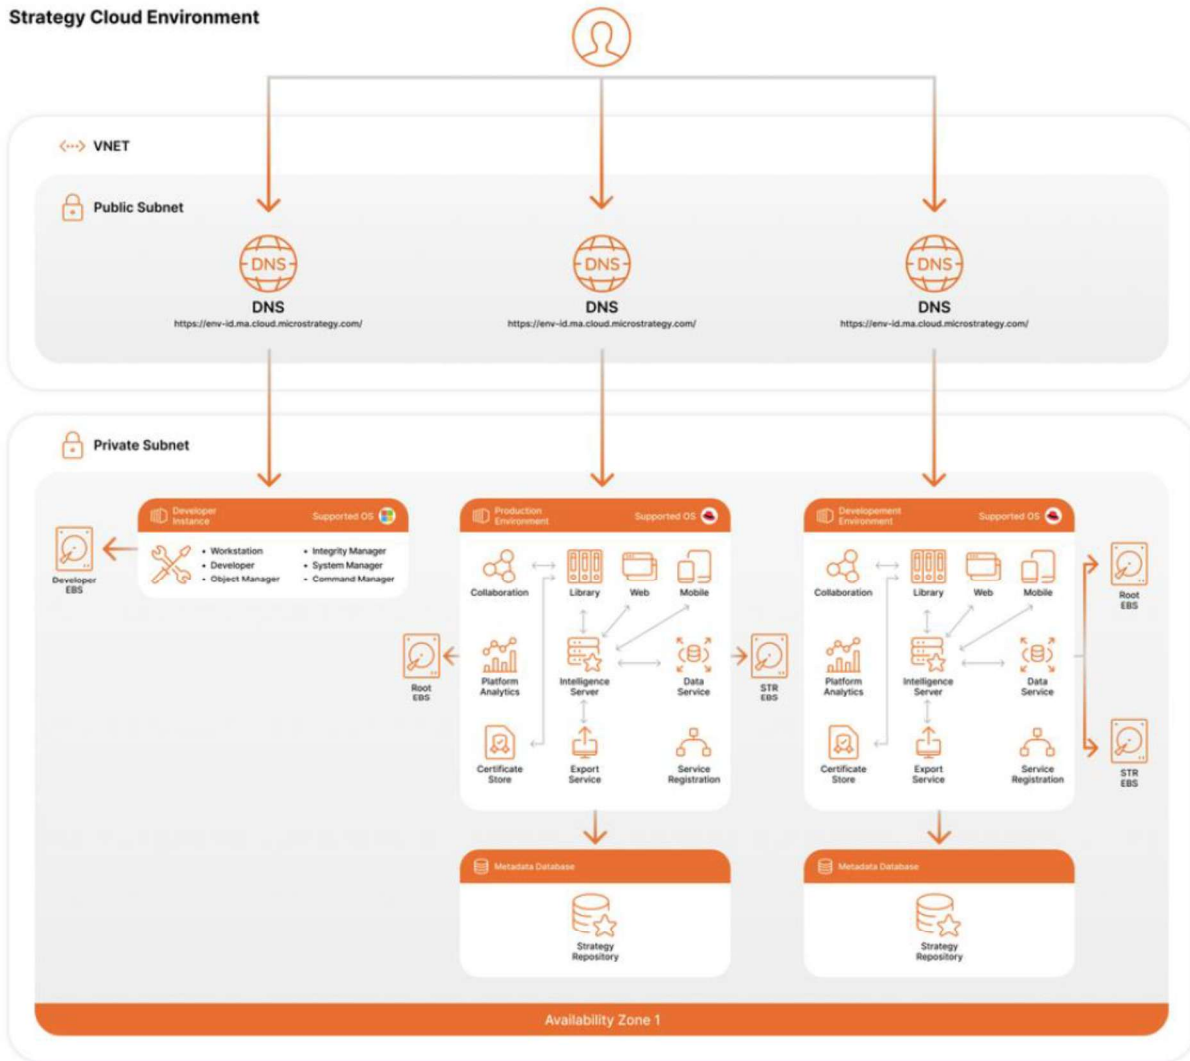 Strategy Cloud Environment
VNET
Public Subnet
DNS
DNS
https://env-id.ma.cloud.microstrategy.com/
DNS
DNS
https://env-id.ma.cloud.microstrategy.com/
DNS
DNS
https://env-id.ma.cloud.microstrategy.com/
Private Subnet
Developer
Instance
Supported OS
• Workstation
• Developer
- Object Manager
• Integrity Manager
• System Manager
- Command Manager
Developer
EBS
Production
Environment
Supported OS
Collaboration
Library
Web
Mobile
Platform
Analytics
Intelligence
Server
Data
Service
Certificate
Store
Export
Service
Service
Registration
Root
EBS
STR
EBS
Metadata Database
Strategy
Repository
Developement
Environment
Supported OS
Collaboration
Library
Web
Mobile
Platform
Analytics
Intelligence
Server
Data
Service
Certificate
Store
Export
Service
Service
Registration
Root
EBS
STR
EBS
Metadata Database
Strategy
Repository
Availability Zone 1